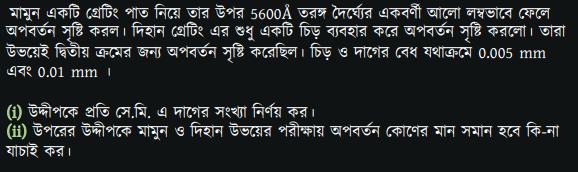 মামুন একটি গ্রেটিং পাত নিয়ে তার উপর 5600Å তরঙ্গ দৈর্ঘ্যের একবর্ণী আলো লম্বভাবে ফেলে
অপবর্তন সৃষ্টি করল। দিহান গ্রেটিং এর শুধু একটি চিড় ব্যবহার করে অপবর্তন সৃষ্টি করলো। তারা
উভয়েই দ্বিতীয় ক্রমের জন্য অপবর্তন সৃষ্টি করেছিল। চিড় ও দাগের বেধ যথাক্রমে 0.005 mm
এবং 0.01 mm ।
(i) উদ্দীপকে প্রতি সে.মি. এ দাগের সংখ্যা নির্ণয় কর।
(ii) উপরের উদ্দীপকে মামুন ও দিহান উভয়ের পরীক্ষায় অপবর্তন কোণের মান সমান হবে কি-না
যাচাই কর।